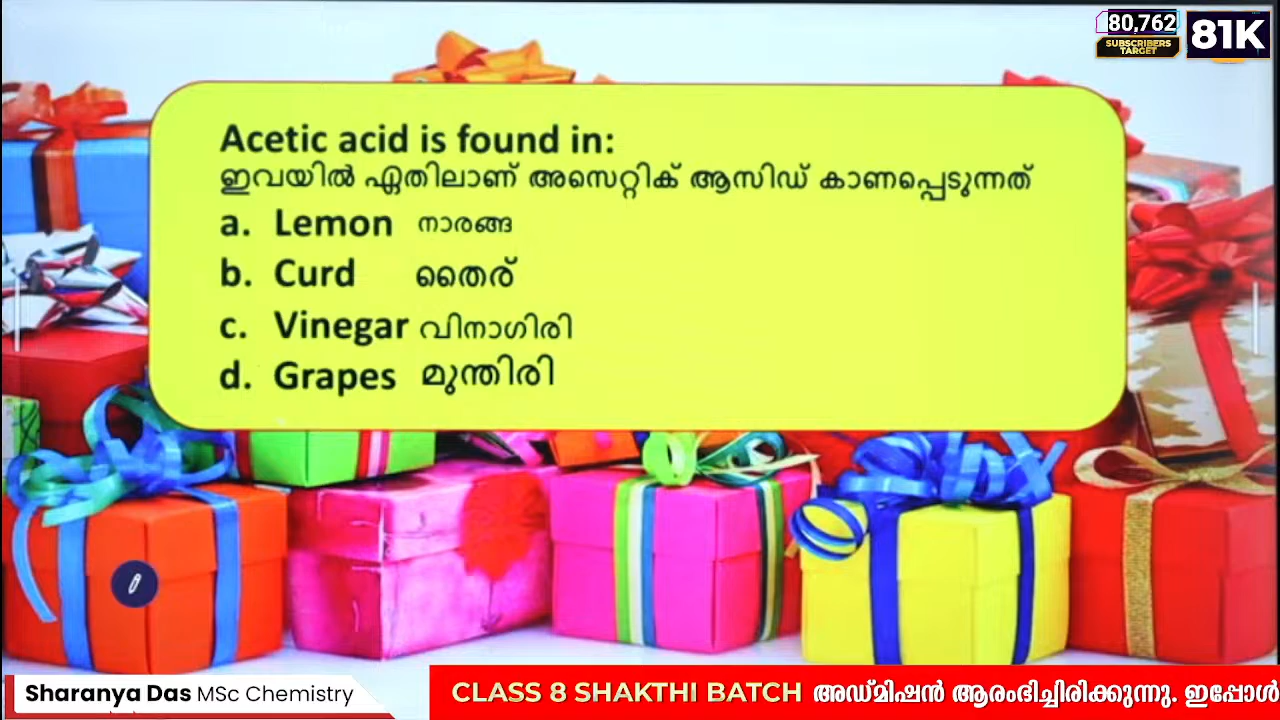 80,762
SUBSCRIBERS
TARGET
81K
Acetic acid is found in:
ഇവയിൽ ഏതിലാണ് അസെറ്റിക് ആസിഡ് കാണപ്പെടുന്നത്
a. Lemon നാരങ്ങ
b. Curd തൈര്
c. Vinegar വിനാഗിരി
d. Grapes മുന്തിരി
Sharanya Das MSc Chemistry
CLASS 8 SHAKTHI BATCH അഡ്മിഷൻ ആരംഭിച്ചിരിക്കുന്നു. ഇപ്പോൾ